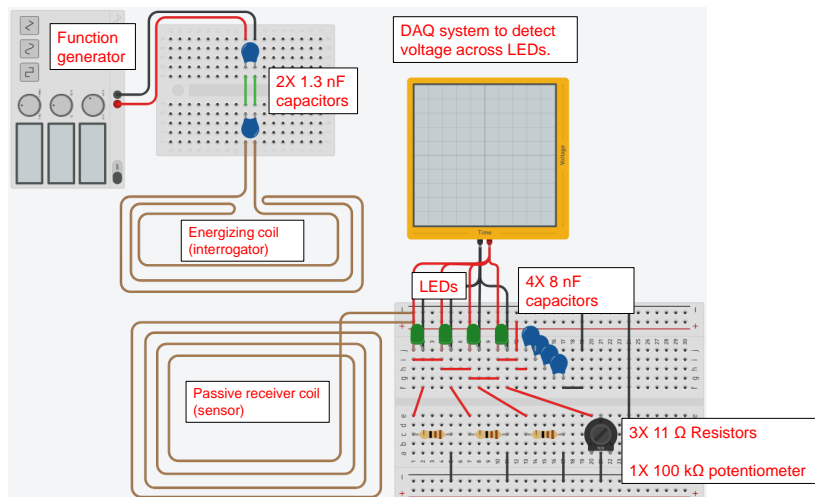 Function
generator
2X 1.3 nF
capacitors
DAQ system to detect
voltage across LEDs.
Voltage
Time
Energizing coil
(interrogator)
LEDs
4X 8 nF
capacitors
Passive receiver coil
(sensor)
3X 11 Ω Resistors
1X 100 kΩ potentiometer